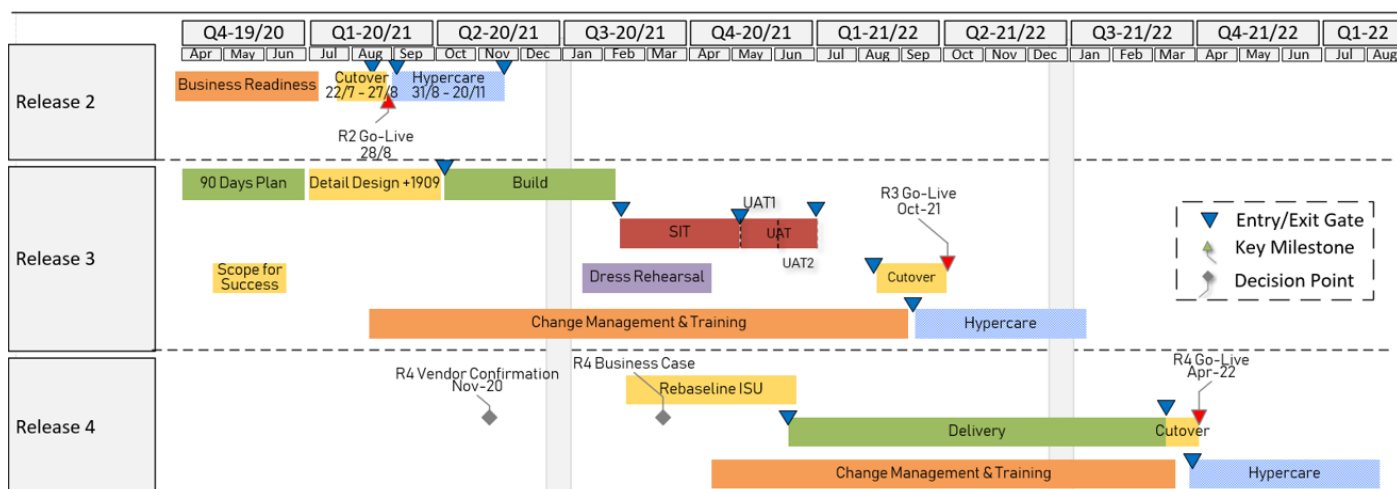 Q4-19/20 Q1-20/21 Q2-20/21 Q3-20/21 Q4-20/21 Q1-21/22 Q2-21/22 Q3-21/22 Q4-21/22 Q1-22
Apr May Jun Jul Aug Sep Oct Nov Dec Jan Feb Mar Apr May Jun Jul Aug Sep Oct Nov Dec Jan Feb Mar Apr May Jun Jul Aug
Release 2
Business Readiness
Cutover
22/7 - 27/8
Hypercare
31/8 - 20/11
R2 Go-Live
28/8
Release 3
90 Days Plan
Detail Design +1909
Build
SIT
UAT1
UAT
UAT2
R3 Go-Live
Oct-21
Scope for
Success
Dress Rehearsal
Cutover
Change Management & Training
Hypercare
Entry/Exit Gate
Key Milestone
Decision Point
Release 4
R4 Vendor Confirmation
Nov-20
R4 Business Case
Rebaseline ISU
R4 Go-Live
Apr-22
Delivery
Cutover
Change Management & Training
Hypercare